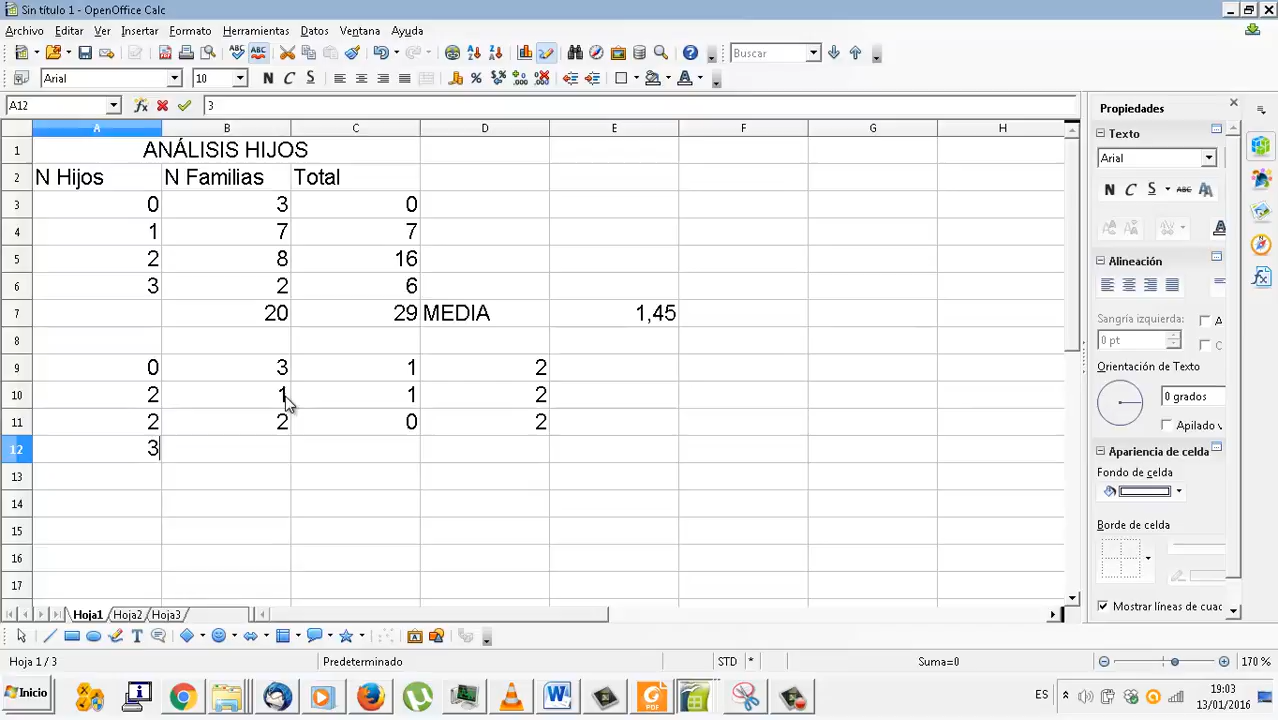 Sin título 1 - OpenOffice Calc
Archivo Editar Ver Insertar Formato Herramientas Datos Ventana Ayuda
Buscar
Arial 10 N C S
A12 3
A B C D E F G H
1 ANÁLISIS HIJOS
2 N Hijos N Familias Total
3 0 3 0
4 1 7 7
5 2 8 16
6 3 2 6
7 20 29 MEDIA 1,45
8
9 0 3 1 2
10 2 1 1 2
11 2 2 0 2
12 3
13
14
15
16
17
Propiedades
Texto
Arial
N C S ABC
Alineación
Sangría izquierda: A
0 pt C
Orientación de Texto
0 grados
Apilado v
Apariencia de celda
Fondo de celda
Borde de celda
Mostrar líneas de cuad
Hoja1 Hoja2 Hoja3
Hoja 1 / 3 Predeterminado STD * Suma=0 170 %
Inicio ES 19:03
13/01/2016